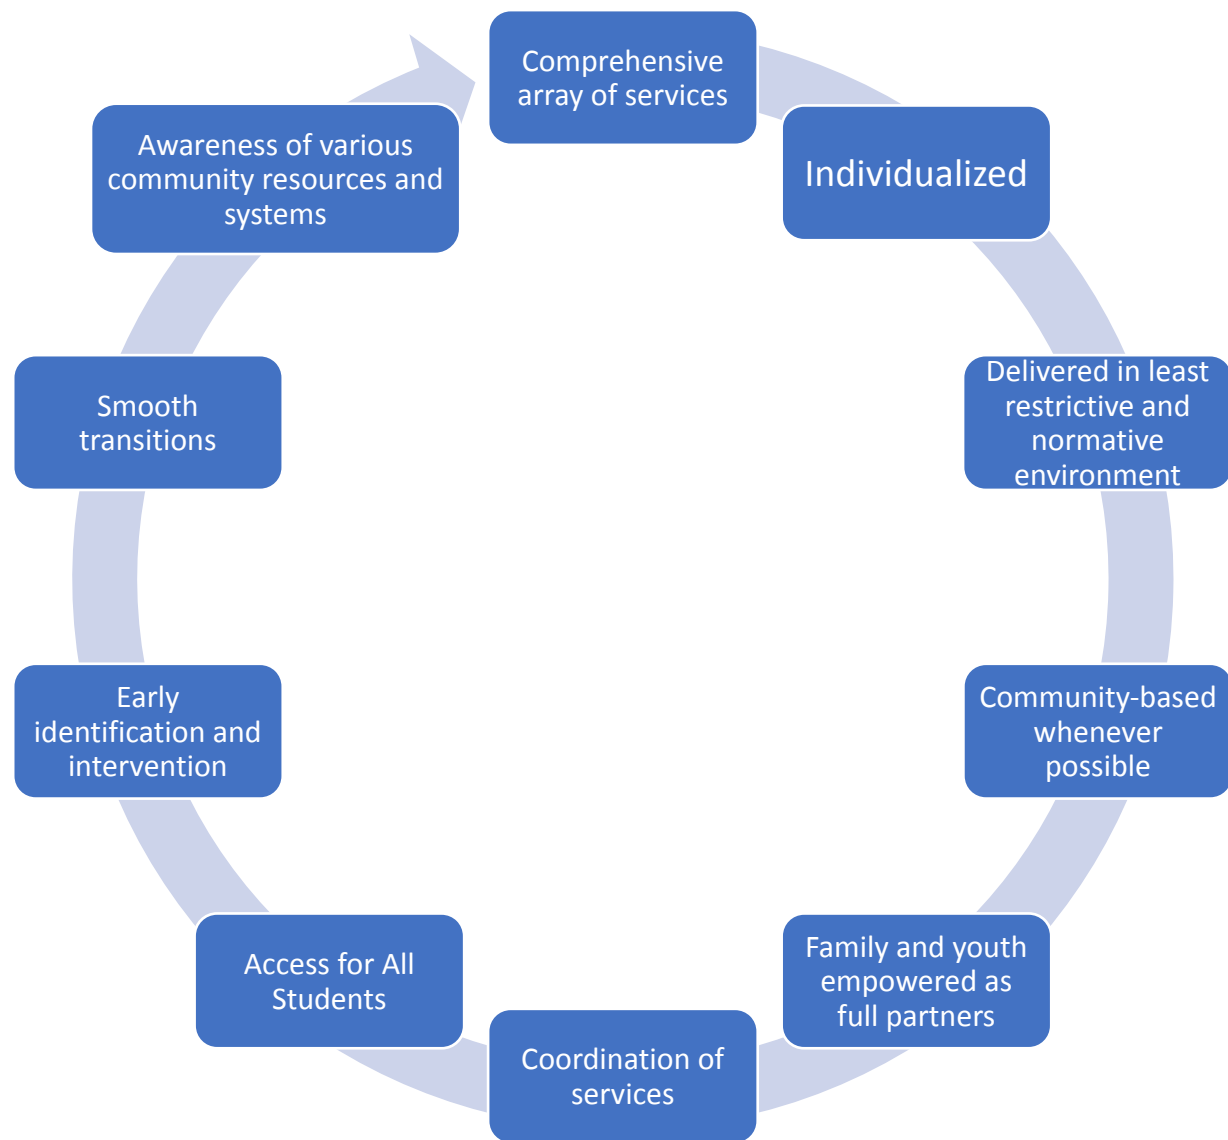 Comprehensive
array of services
Individualized
Delivered in least
restrictive and
normative
environment
Community-based
whenever
possible
Family and youth
empowered as
full partners
Coordination of
services
Access for All
Students
Early
identification and
intervention
Smooth
transitions
Awareness of various
community resources and
systems